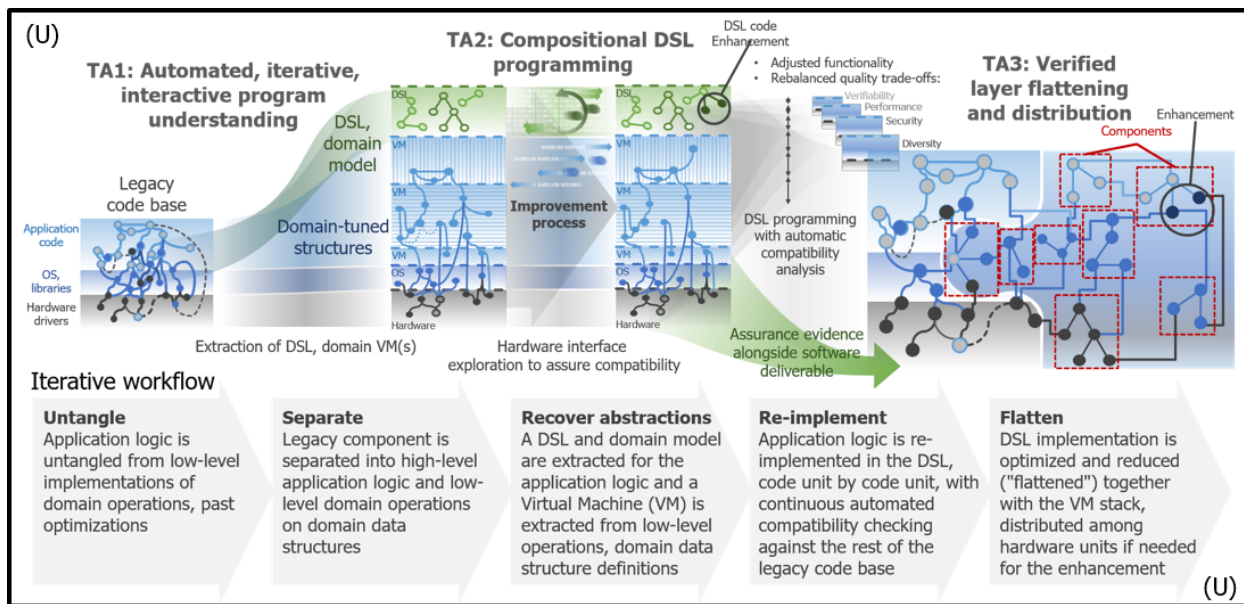 (U)
TA1: Automated, iterative,
interactive program
understanding
TA2: Compositional DSL
programming
DSL code
Enhancement
• Adjusted functionality
• Rebalanced quality trade-offs:
Verifiability
Performance
Security
Diversity
TA3: Verified
layer flattening
and distribution
Components
Enhancement
Legacy
code base
Application
code
OS,
libraries
Hardware
drivers
DSL,
domain
model
Domain-tuned
structures
DSL
VM
VM
VM
OS
Hardware
Improvement
process
DSL
VM
VM
VM
OS
Hardware
DSL programming
with automatic
compatibility
analysis
Extraction of DSL, domain VM(s)
Hardware interface
exploration to assure compatibility
Assurance evidence
alongside software
deliverable
Iterative workflow
Untangle
Application logic is
untangled from low-level
implementations of
domain operations, past
optimizations
Separate
Legacy component is
separated into high-level
application logic and low-
level domain operations
on domain data
structures
Recover abstractions
A DSL and domain model
are extracted for the
application logic and a
Virtual Machine (VM) is
extracted from low-level
operations, domain data
structure definitions
Re-implement
Application logic is re-
implemented in the DSL,
code unit by code unit, with
continuous automated
compatibility checking
against the rest of the
legacy code base
Flatten
DSL implementation is
optimized and reduced
("flattened") together
with the VM stack,
distributed among
hardware units if needed
for the enhancement
(U)